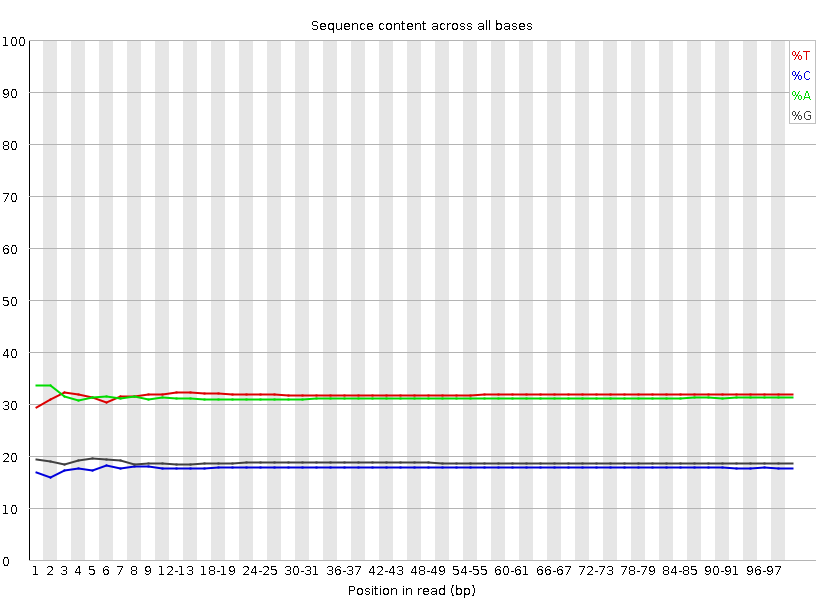 Sequence content across all bases
100
90
80
70
60
50
40
30
20
10
0
%T
%C
%A
%G
1 2 3 4 5 6 7 8 9 12-13 18-19 24-25 30-31 36-37 42-43 48-49 54-55 60-61 66-67 72-73 78-79 84-85 90-91 96-97
Position in read (bp)